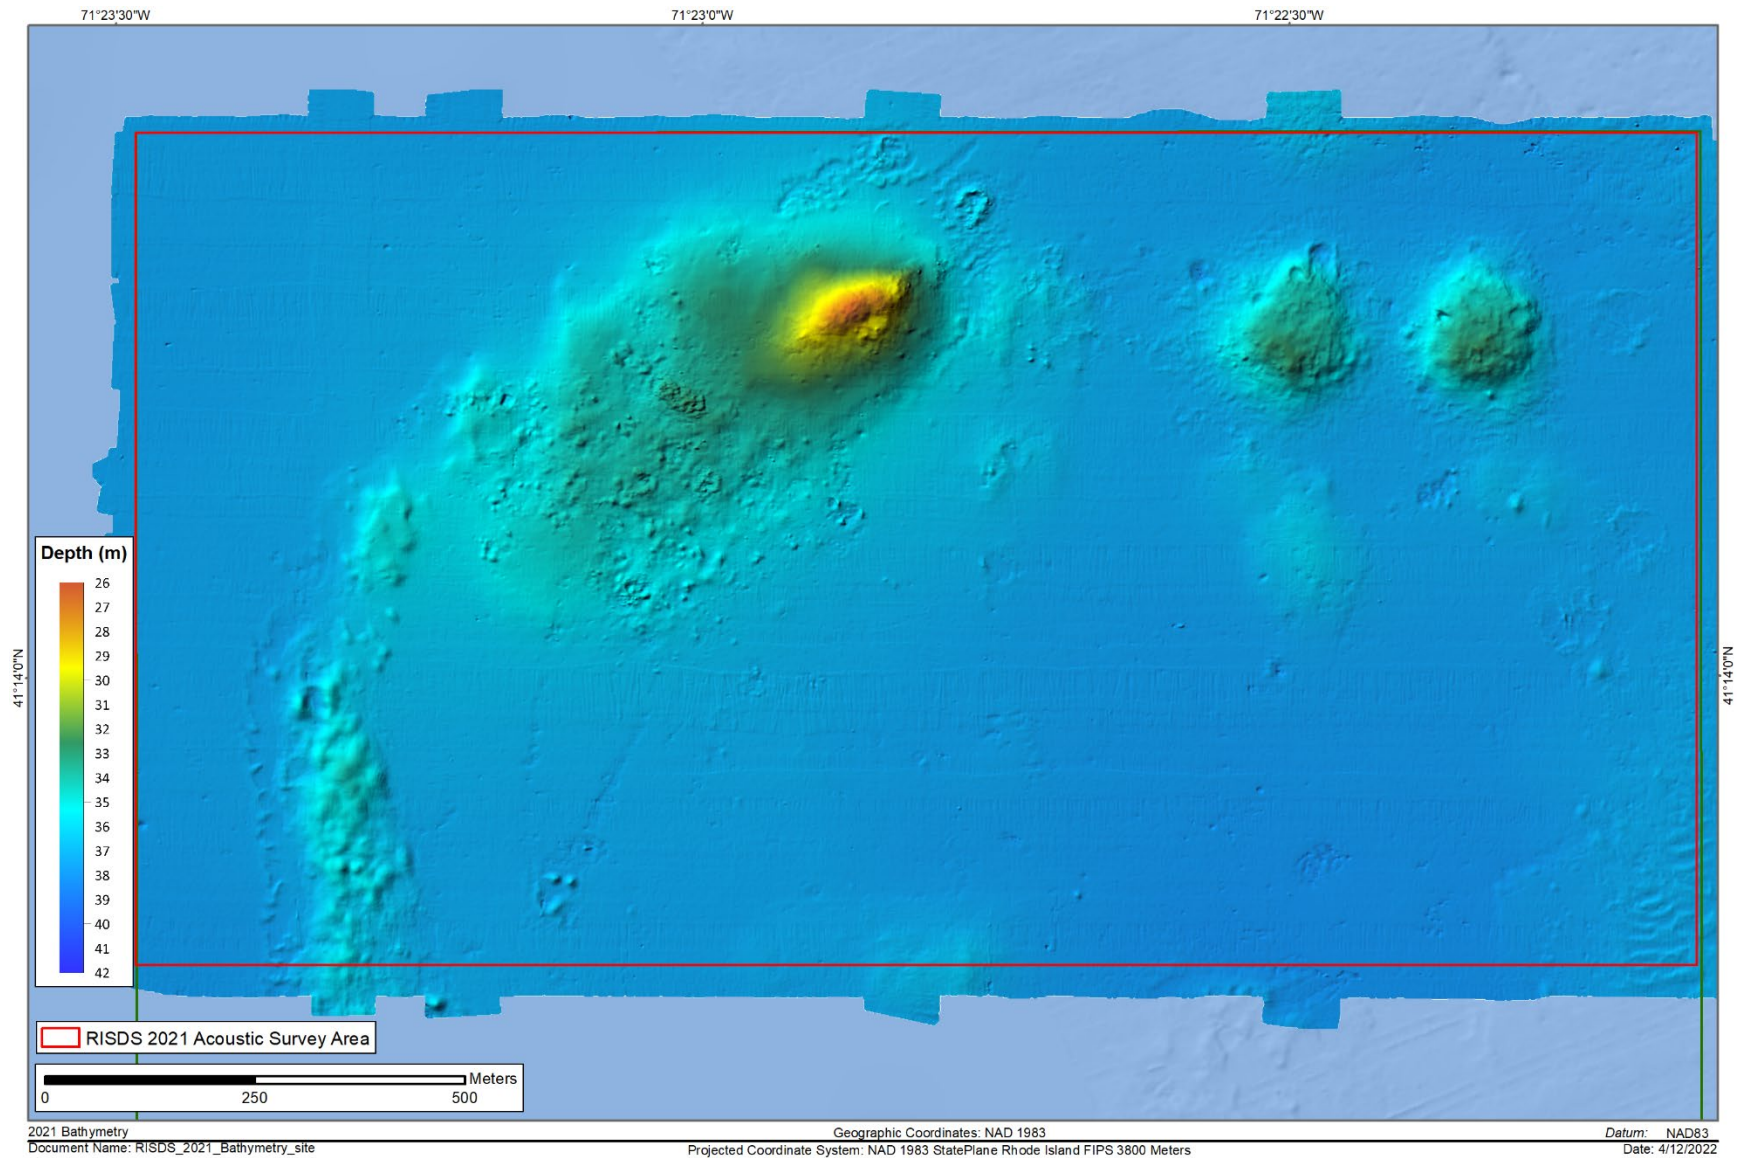 71°23'30"W 71°23'0"W 71°22'30"W
41°14'0"N 41°14'0"N
Depth (m)
26
27
28
29
30
31
32
33
34
35
36
37
38
39
40
41
42
RISDS 2021 Acoustic Survey Area
Meters
0 250 500
2021 Bathymetry Geographic Coordinates: NAD 1983 Datum: NAD83
Document Name: RISDS_2021_Bathymetry_site Projected Coordinate System: NAD 1983 StatePlane Rhode Island FIPS 3800 Meters Date: 4/12/2022